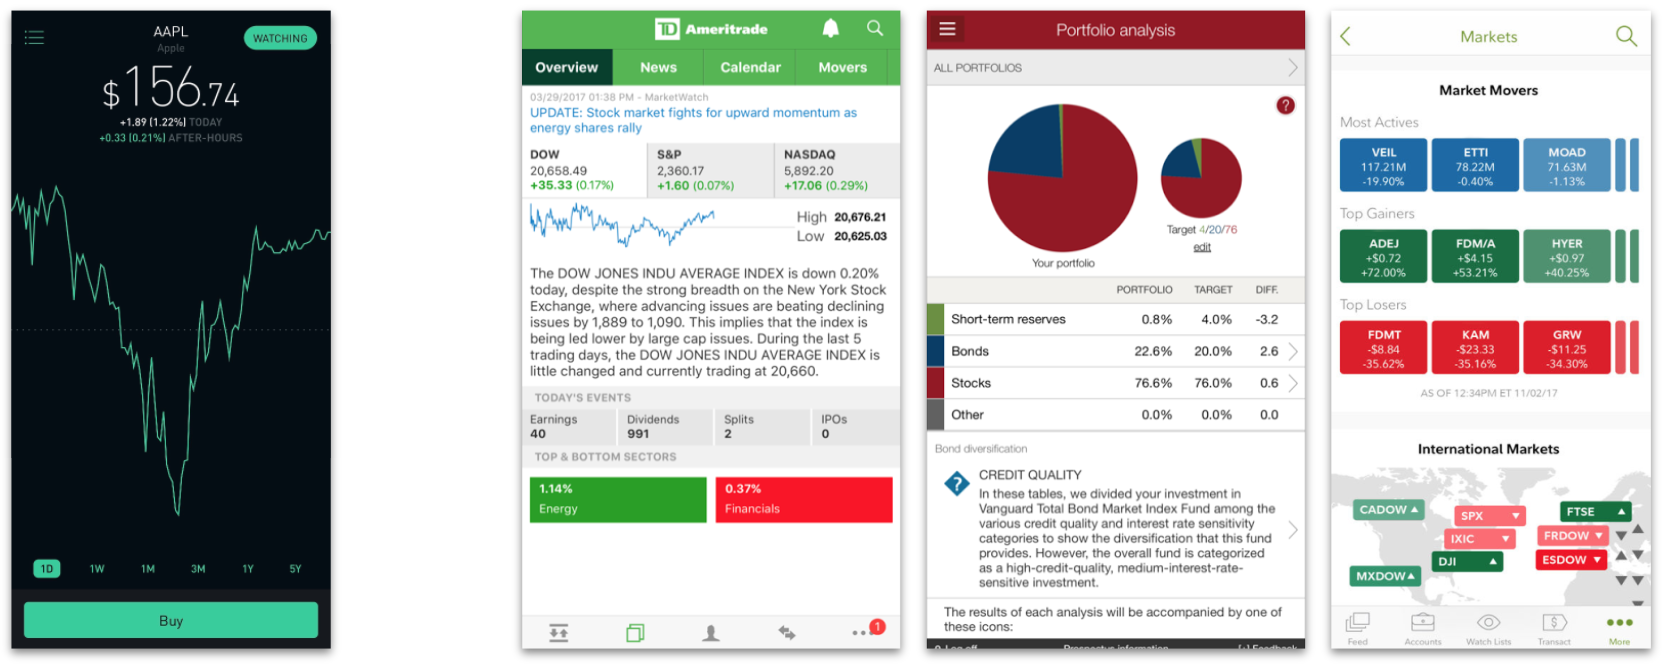 AAPL
Apple
WATCHING
$156.74
+1.89 (1.22%) TODAY
+0.33 (0.21%) AFTER-HOURS
1D 1W 1M 3M 1Y 5Y
Buy
TD Ameritrade
Overview News Calendar Movers
03/29/2017 01:38 PM - MarketWatch
UPDATE: Stock market fights for upward momentum as
energy shares rally
DOW S&P NASDAQ
20,658.49 2,360.17 5,892.20
+35.33 (0.17%) +1.60 (0.07%) +17.06 (0.29%)
High 20,676.21
Low 20,625.03
The DOW JONES INDU AVERAGE INDEX is down 0.20%
today, despite the strong breadth on the New York Stock
Exchange, where advancing issues are beating declining
issues by 1,889 to 1,090. This implies that the index is
being led lower by large cap issues. During the last 5
trading days, the DOW JONES INDU AVERAGE INDEX is
little changed and currently trading at 20,660.
TODAY'S EVENTS
Earnings Dividends Splits IPOs
40 991 2 0
TOP & BOTTOM SECTORS
1.14% 0.37%
Energy Financials
1
Portfolio analysis
ALL PORTFOLIOS
?
Target 4/20/76
edit
Your portfolio
PORTFOLIO TARGET DIFF.
Short-term reserves 0.8% 4.0% -3.2
Bonds 22.6% 20.0% 2.6
Stocks 76.6% 76.0% 0.6
Other 0.0% 0.0% 0.0
Bond diversification
? CREDIT QUALITY
In these tables, we divided your investment in
Vanguard Total Bond Market Index Fund among the
various credit quality and interest rate sensitivity
categories to show the diversification that this fund
provides. However, the overall fund is categorized
as a high-credit-quality, medium-interest-rate-
sensitive investment.
The results of each analysis will be accompanied by one of
these icons:
Log off Prospectus information [+] Feedback
Markets
Market Movers
Most Actives
VEIL ETTI MOAD
117.21M 78.22M 71.63M
-19.90% -0.40% -1.13%
Top Gainers
ADEJ FDM/A HYER
+$0.72 +$4.15 +$0.97
+72.00% +53.21% +40.25%
Top Losers
FDMT KAM GRW
-$8.84 -$23.33 -$11.25
-35.62% -35.16% -34.30%
AS OF 12:34PM ET 11/02/17
International Markets
CADOW SPX FTSE
IXIC FRDOW
DJI ESDOW
MXDOW
Feed Accounts Watch Lists Transact More